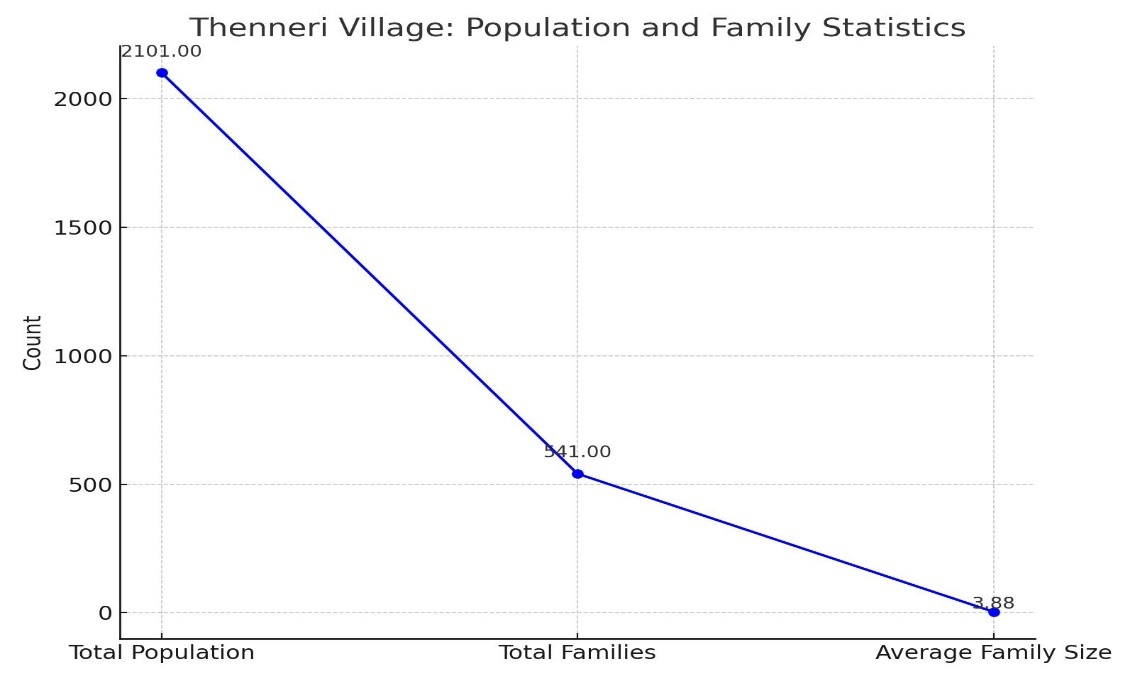 Thenneri Village: Population and Family Statistics
2101.00
2000
1500
Count
1000
541.00
500
3.88
0
Total Population
Total Families
Average Family Size